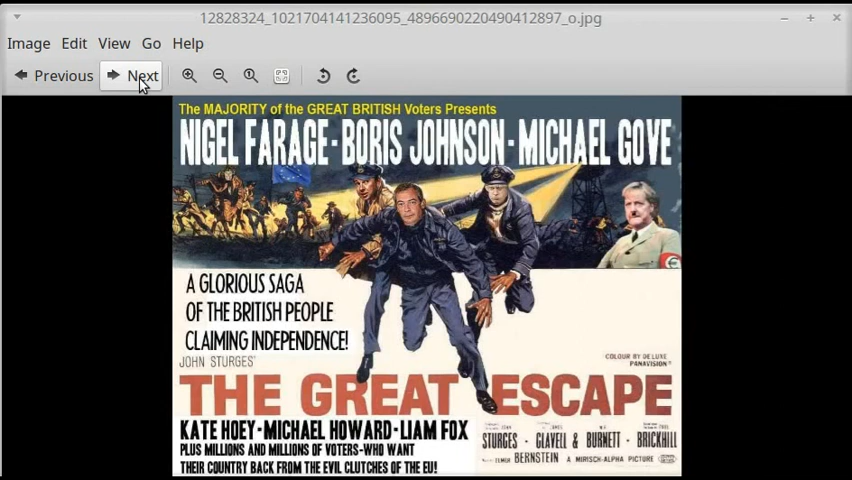 12828324_1021704141236095_4896690220490412897_o.jpg
Image Edit View Go Help
Previous Next
The MAJORITY of the GREAT BRITISH Voters Presents
NIGEL FARAGE · BORIS JOHNSON · MICHAEL GOVE
A GLORIOUS SAGA
OF THE BRITISH PEOPLE
CLAIMING INDEPENDENCE!
JOHN STURGES'
COLOUR BY DE LUXE
PANAVISION®
THE GREAT ESCAPE
KATE HOEY · MICHAEL HOWARD · LIAM FOX
PLUS MILLIONS AND MILLIONS OF VOTERS-WHO WANT
THEIR COUNTRY BACK FROM THE EVIL CLUTCHES OF THE EU!
STURGES · CLAVELL & BURNETT · BRICKHILL
BERNSTEIN A MIRISCH-ALPHA PICTURE